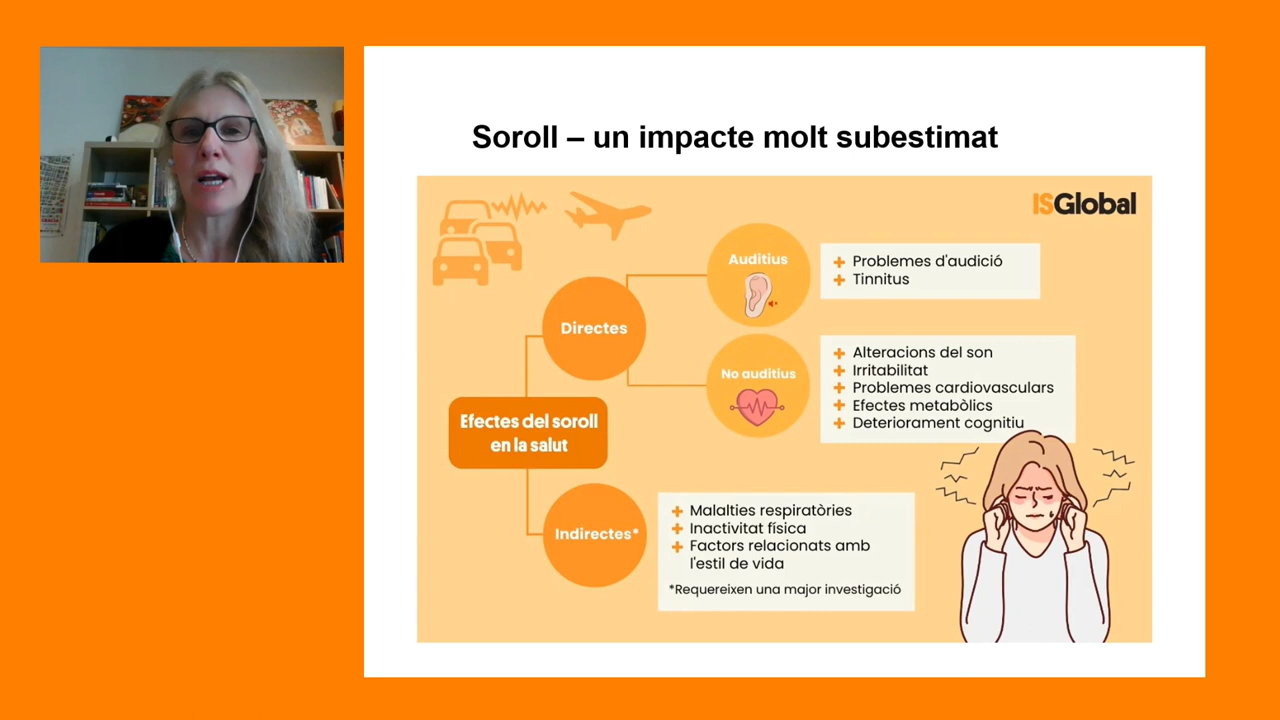 Soroll – un impacte molt subestimat
ISGlobal
Auditius
Problemes d'audició
Tinnitus
Directes
No auditius
Alteracions del son
Irritabilitat
Problemes cardiovasculars
Efectes metabòlics
Deteriorament cognitiu
Efectes del soroll
en la salut
Indirectes*
Malalties respiratòries
Inactivitat física
Factors relacionats amb
l'estil de vida
*Requereixen una major investigació